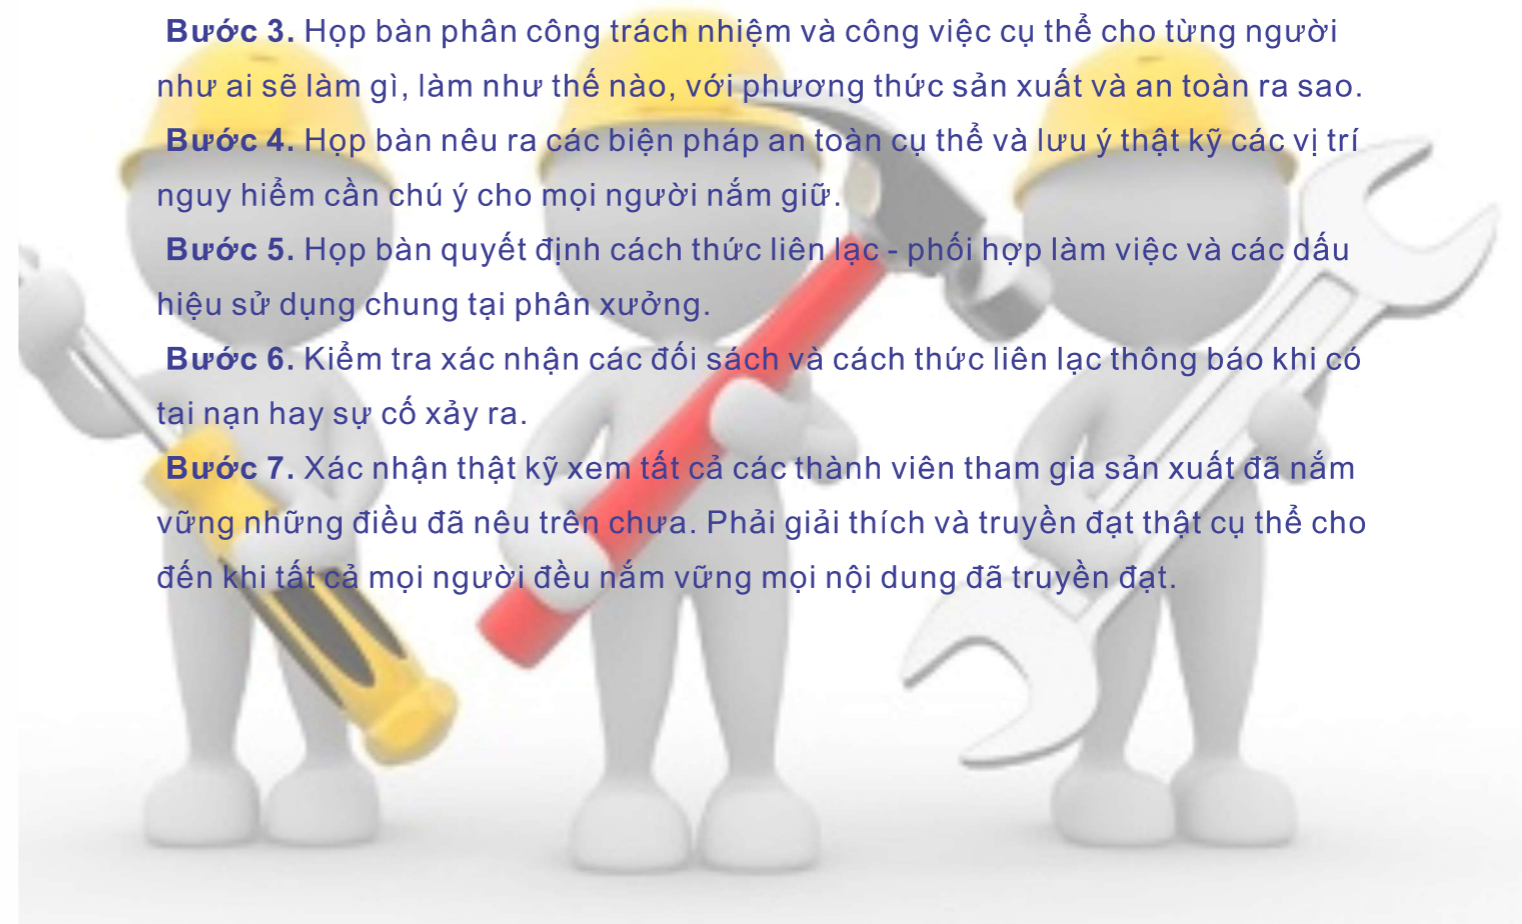 Bước 3. Họp bàn phân công trách nhiệm và công việc cụ thể cho từng người
như ai sẽ làm gì, làm như thế nào, với phương thức sản xuất và an toàn ra sao.
Bước 4. Họp bàn nêu ra các biện pháp an toàn cụ thể và lưu ý thật kỹ các vị trí
nguy hiểm cần chú ý cho mọi người nắm giữ.
Bước 5. Họp bàn quyết định cách thức liên lạc - phối hợp làm việc và các dấu
hiệu sử dụng chung tại phân xưởng.
Bước 6. Kiểm tra xác nhận các đối sách và cách thức liên lạc thông báo khi có
tai nạn hay sự cố xảy ra.
Bước 7. Xác nhận thật kỹ xem tất cả các thành viên tham gia sản xuất đã nắm
vững những điều đã nêu trên chưa. Phải giải thích và truyền đạt thật cụ thể cho
đến khi tất cả mọi người đều nắm vững mọi nội dung đã truyền đạt.